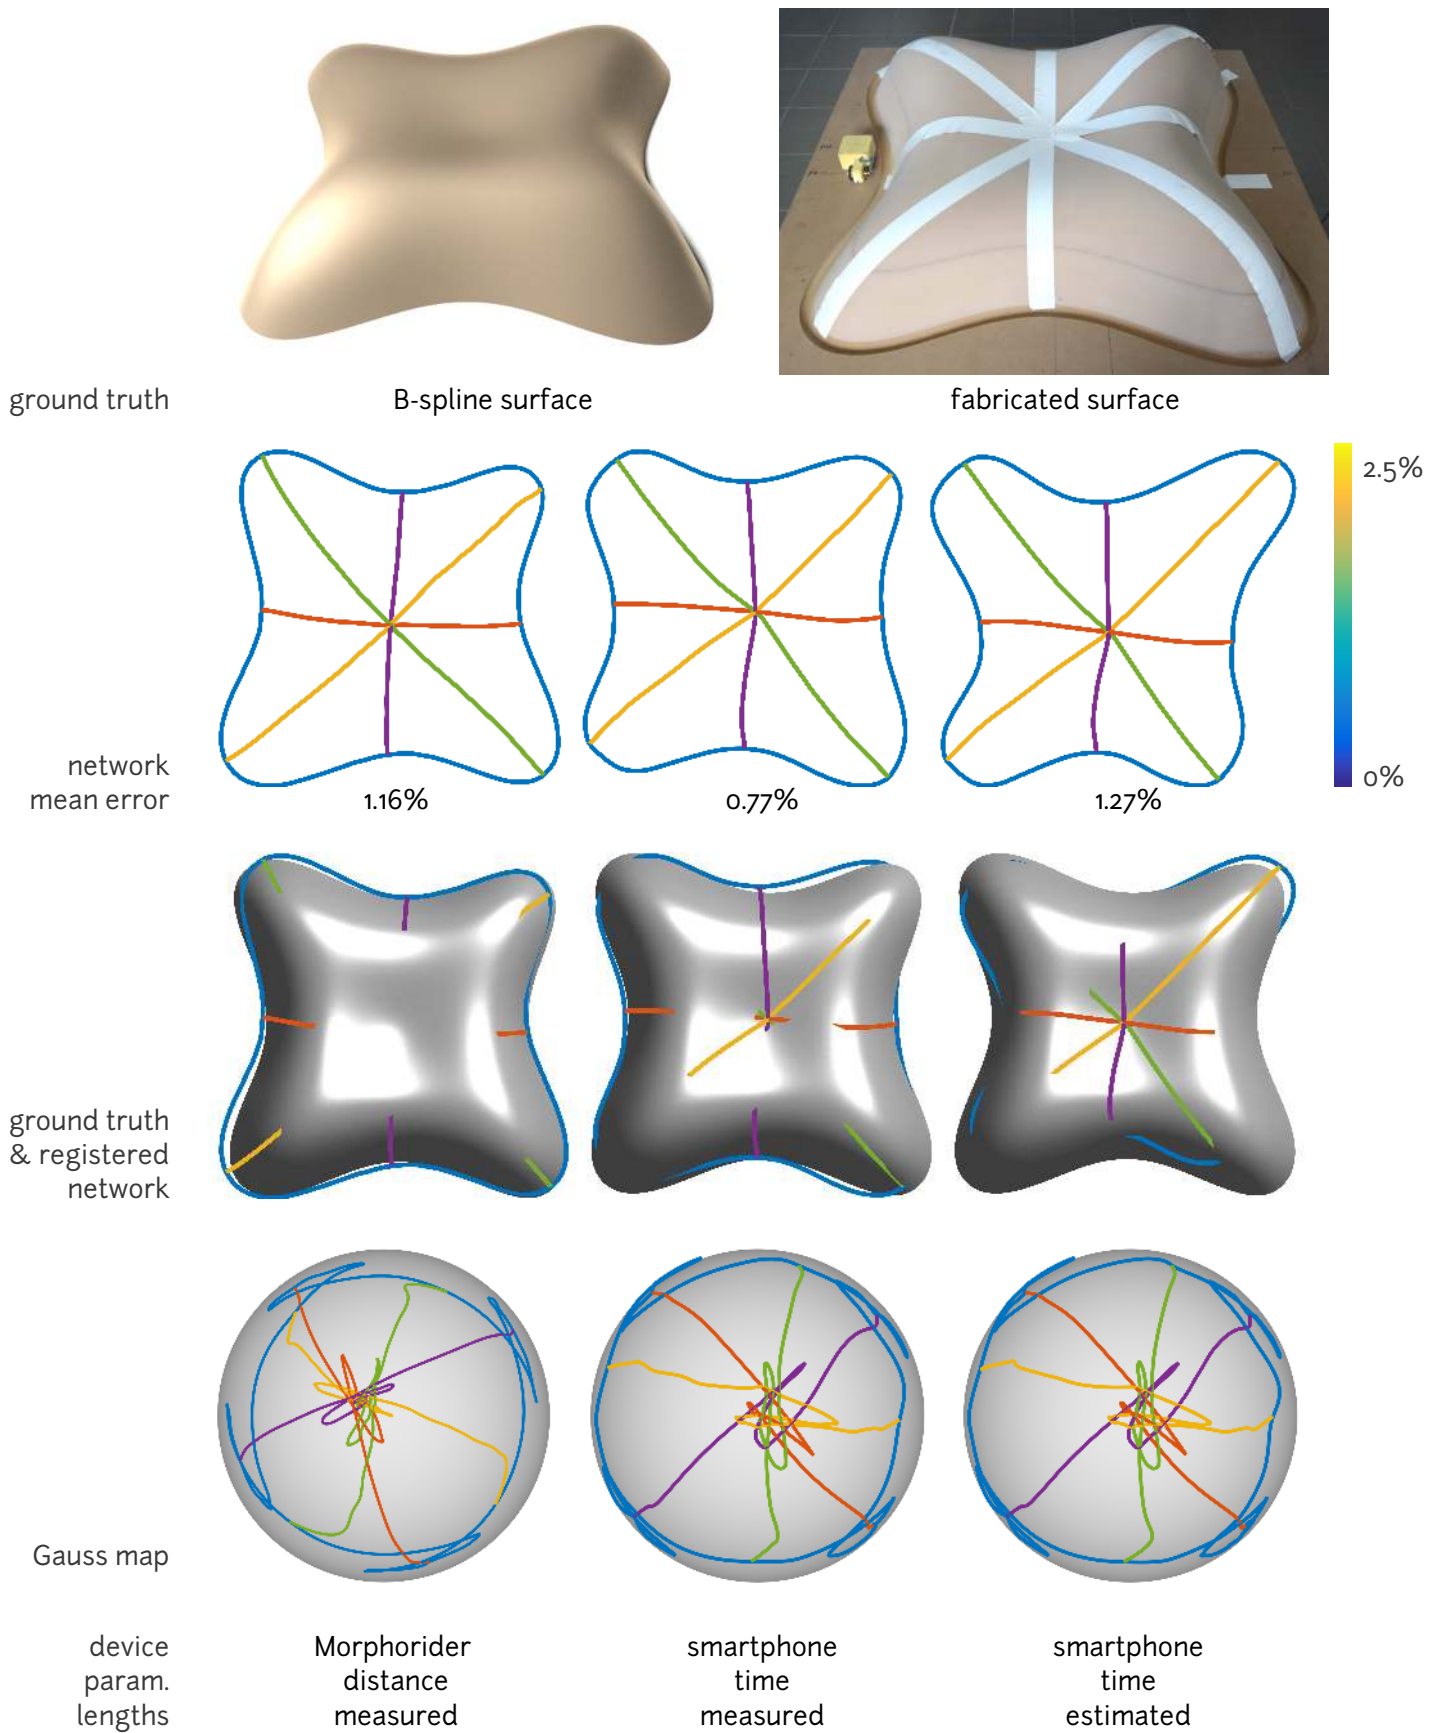 ground truth
B-spline surface
fabricated surface
2.5%
0%
network
mean error
1.16%
0.77%
1.27%
ground truth
& registered
network
Gauss map
device
Morphorider
smartphone
smartphone
param.
distance
time
time
lengths
measured
measured
estimated